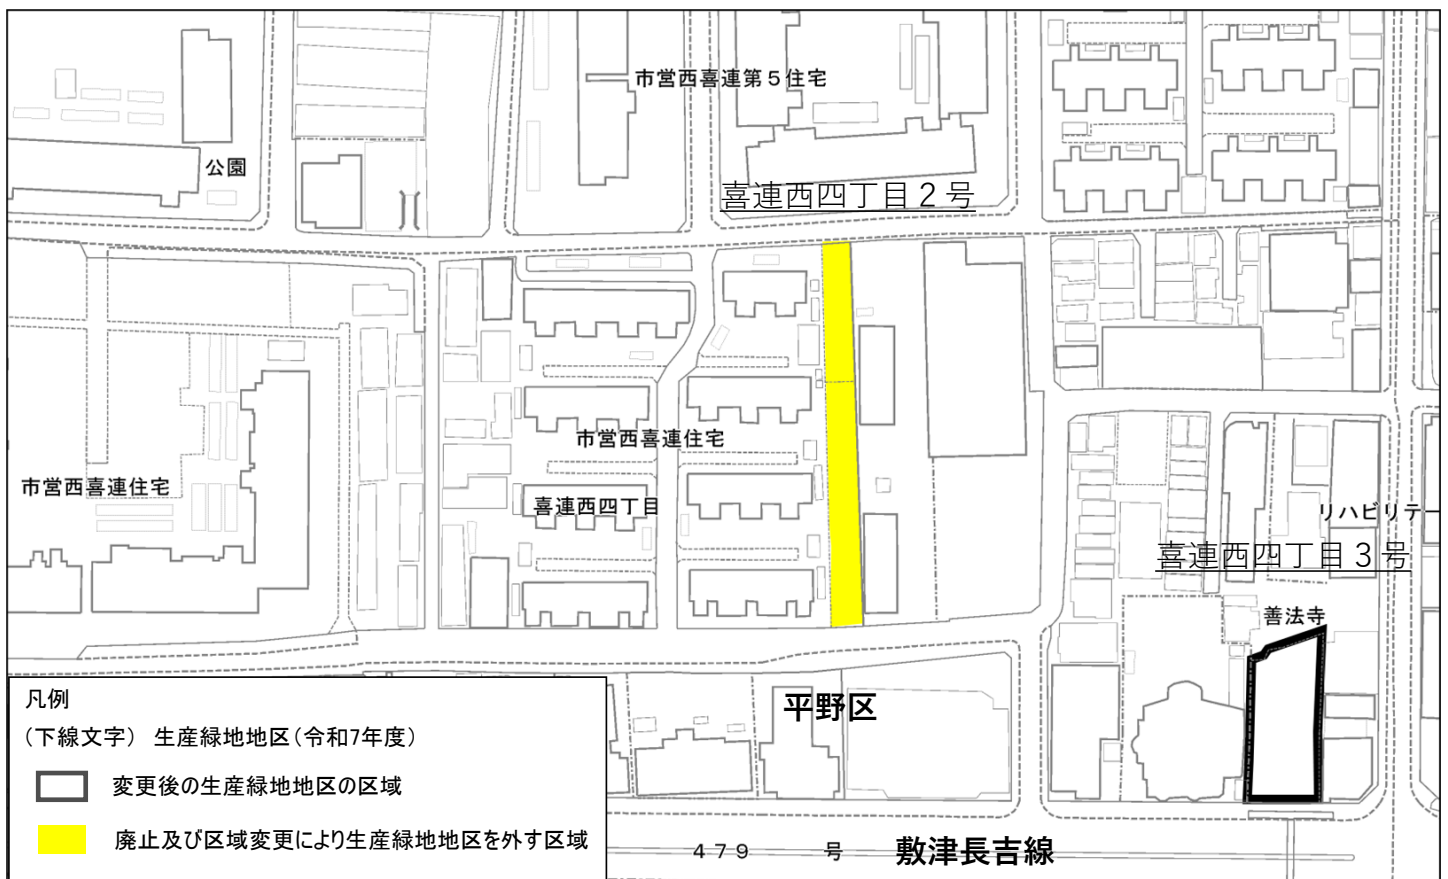 市営西喜連第５住宅
公園
喜連西四丁目２号
市営西喜連住宅
市営西喜連住宅
喜連西四丁目
リハビリテ
喜連西四丁目３号
善法寺
平野区
凡例
（下線文字） 生産緑地地区（令和7年度）
変更後の生産緑地地区の区域
廃止及び区域変更により生産緑地地区を外す区域
４７９ 号 敷津長吉線